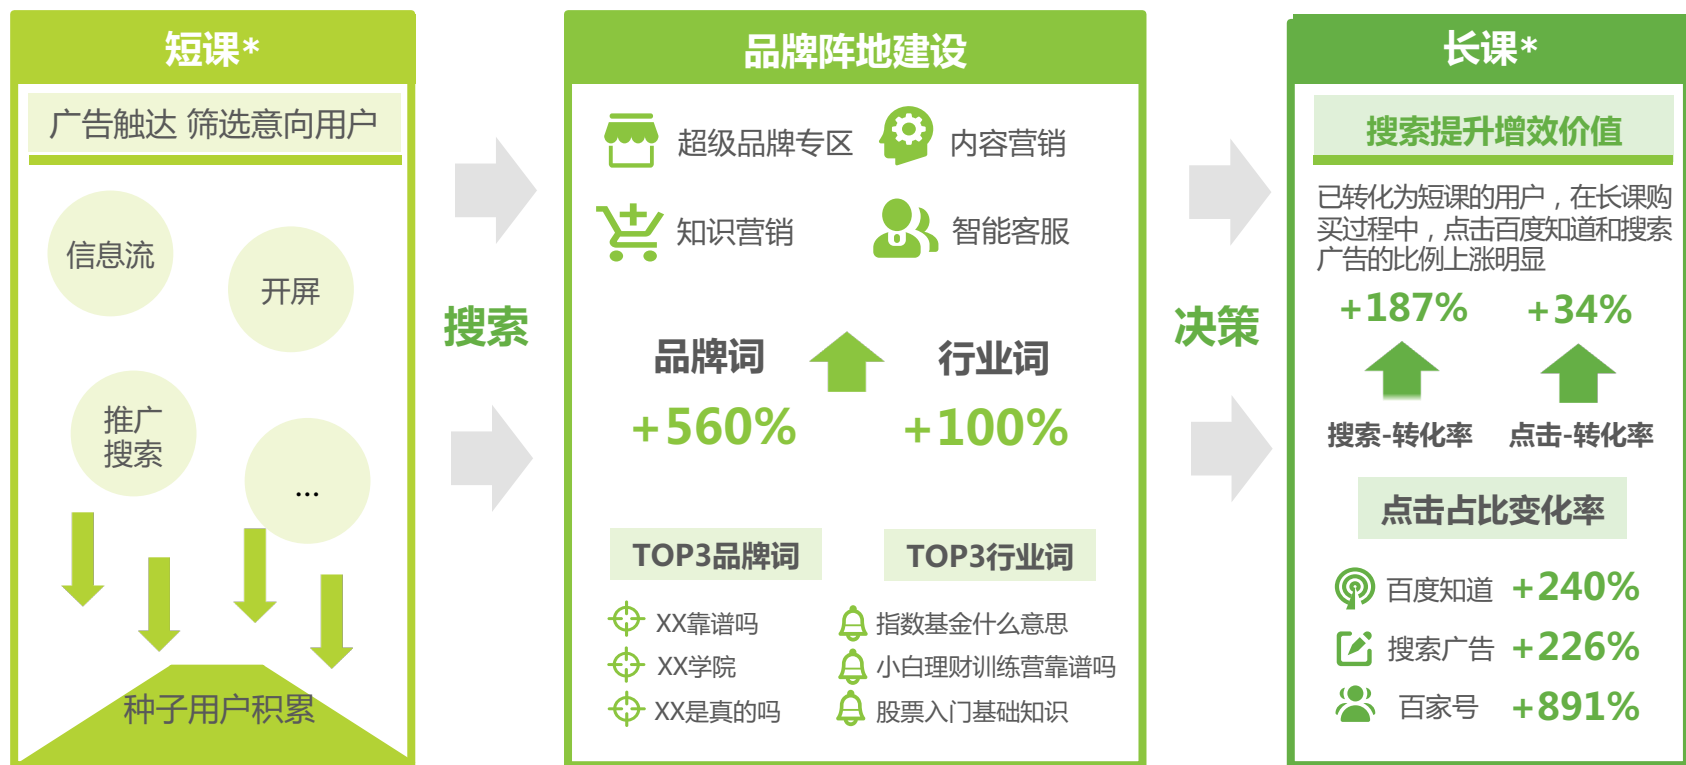 短课*
广告触达 筛选意向用户
信息流
开屏
推广
搜索
...
种子用户积累
搜索
品牌阵地建设
超级品牌专区
内容营销
知识营销
智能客服
品牌词
行业词
+560%
+100%
TOP3品牌词
TOP3行业词
XX靠谱吗
指数基金什么意思
XX学院
小白理财训练营靠谱吗
XX是真的吗
股票入门基础知识
决策
长课*
搜索提升增效价值
已转化为短课的用户，在长课购
买过程中，点击百度知道和搜索
广告的比例上涨明显
+187%
+34%
搜索-转化率
点击-转化率
点击占比变化率
百度知道 +240%
搜索广告 +226%
百家号 +891%